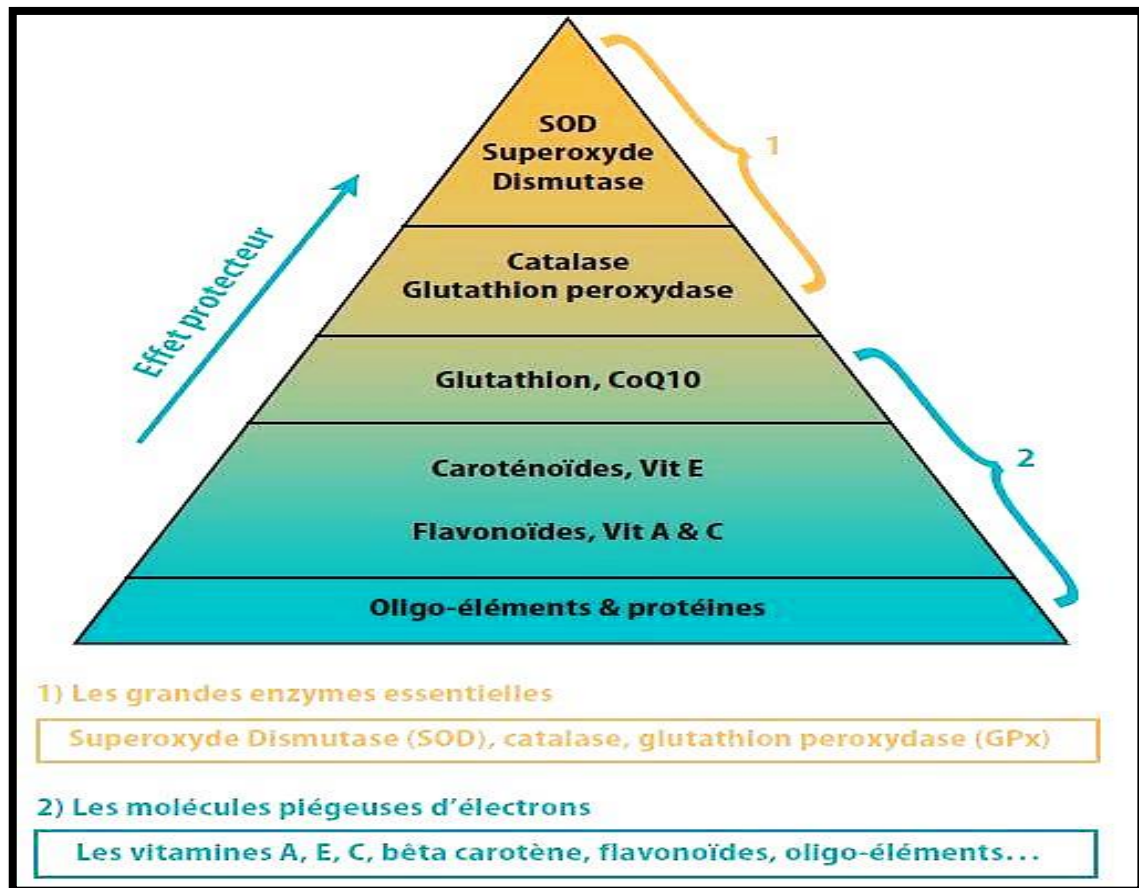 SOD
Superoxyde
Dismutase
1
Catalase
Glutathion peroxydase
Effet protecteur
Glutathion, CoQ10
Caroténoïdes, Vit E
2
Flavonoïdes, Vit A & C
Oligo-éléments & protéines
1) Les grandes enzymes essentielles
Superoxyde Dismutase (SOD), catalase, glutathion peroxydase (GPx)
2) Les molécules piégeuses d'électrons
Les vitamines A, E, C, bêta carotène, flavonoïdes, oligo-éléments...